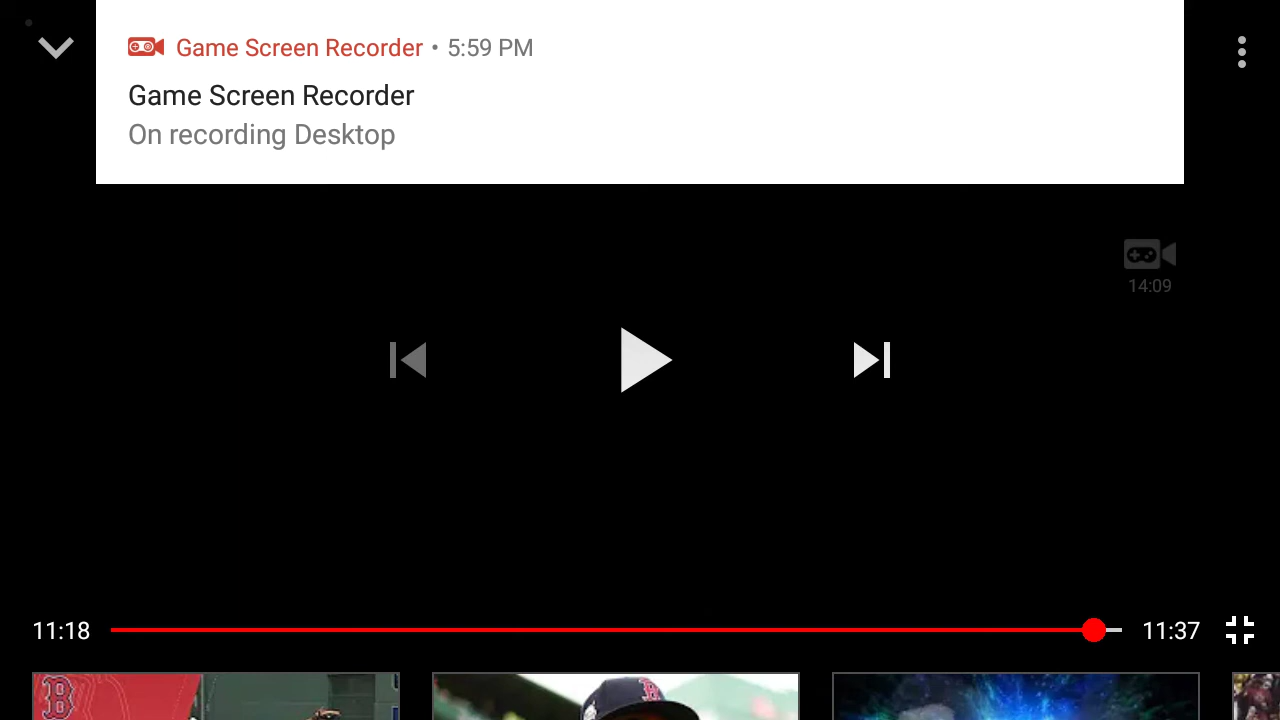 Game Screen Recorder • 5:59 PM
Game Screen Recorder
On recording Desktop
14:09
11:18
11:37
B
B